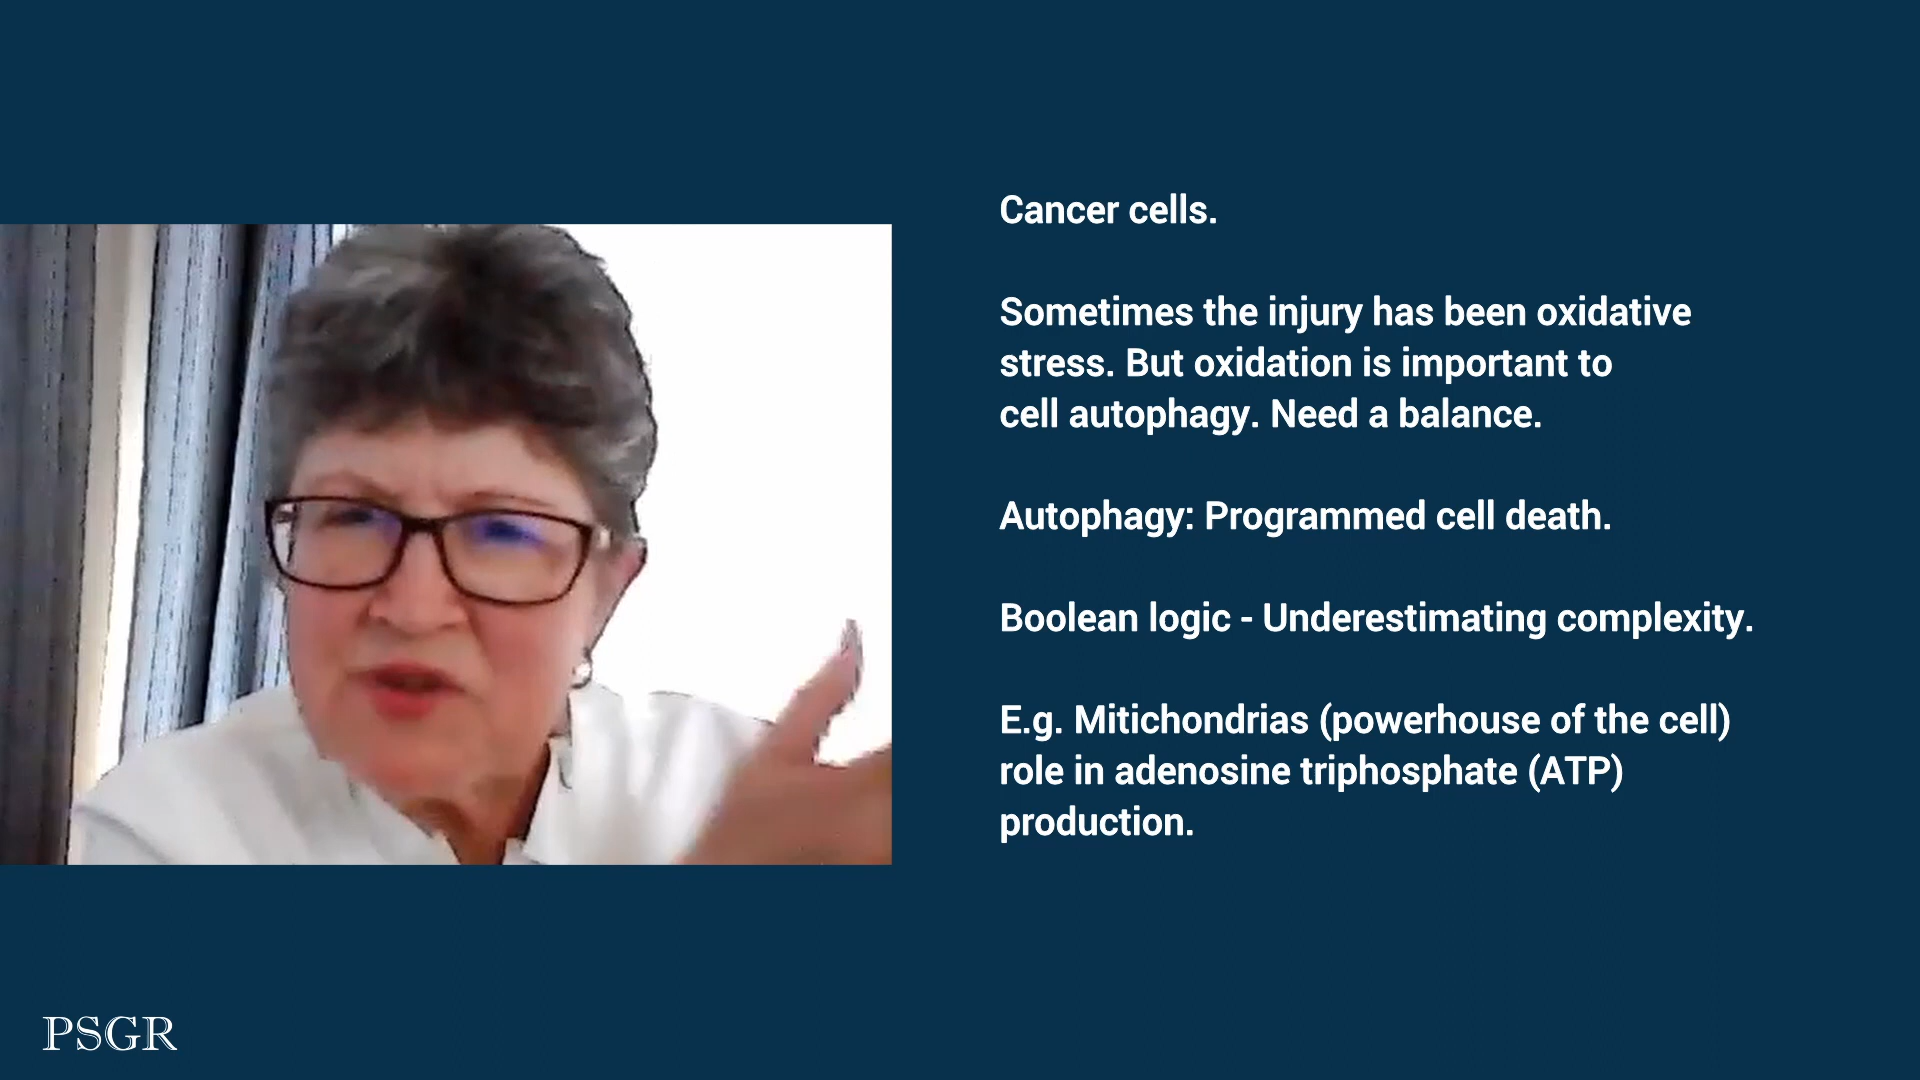 Cancer cells.
Sometimes the injury has been oxidative
stress. But oxidation is important to
cell autophagy. Need a balance.
Autophagy: Programmed cell death.
Boolean logic - Underestimating complexity.
E.g. Mitichondrias (powerhouse of the cell)
role in adenosine triphosphate (ATP)
production.
PSGR